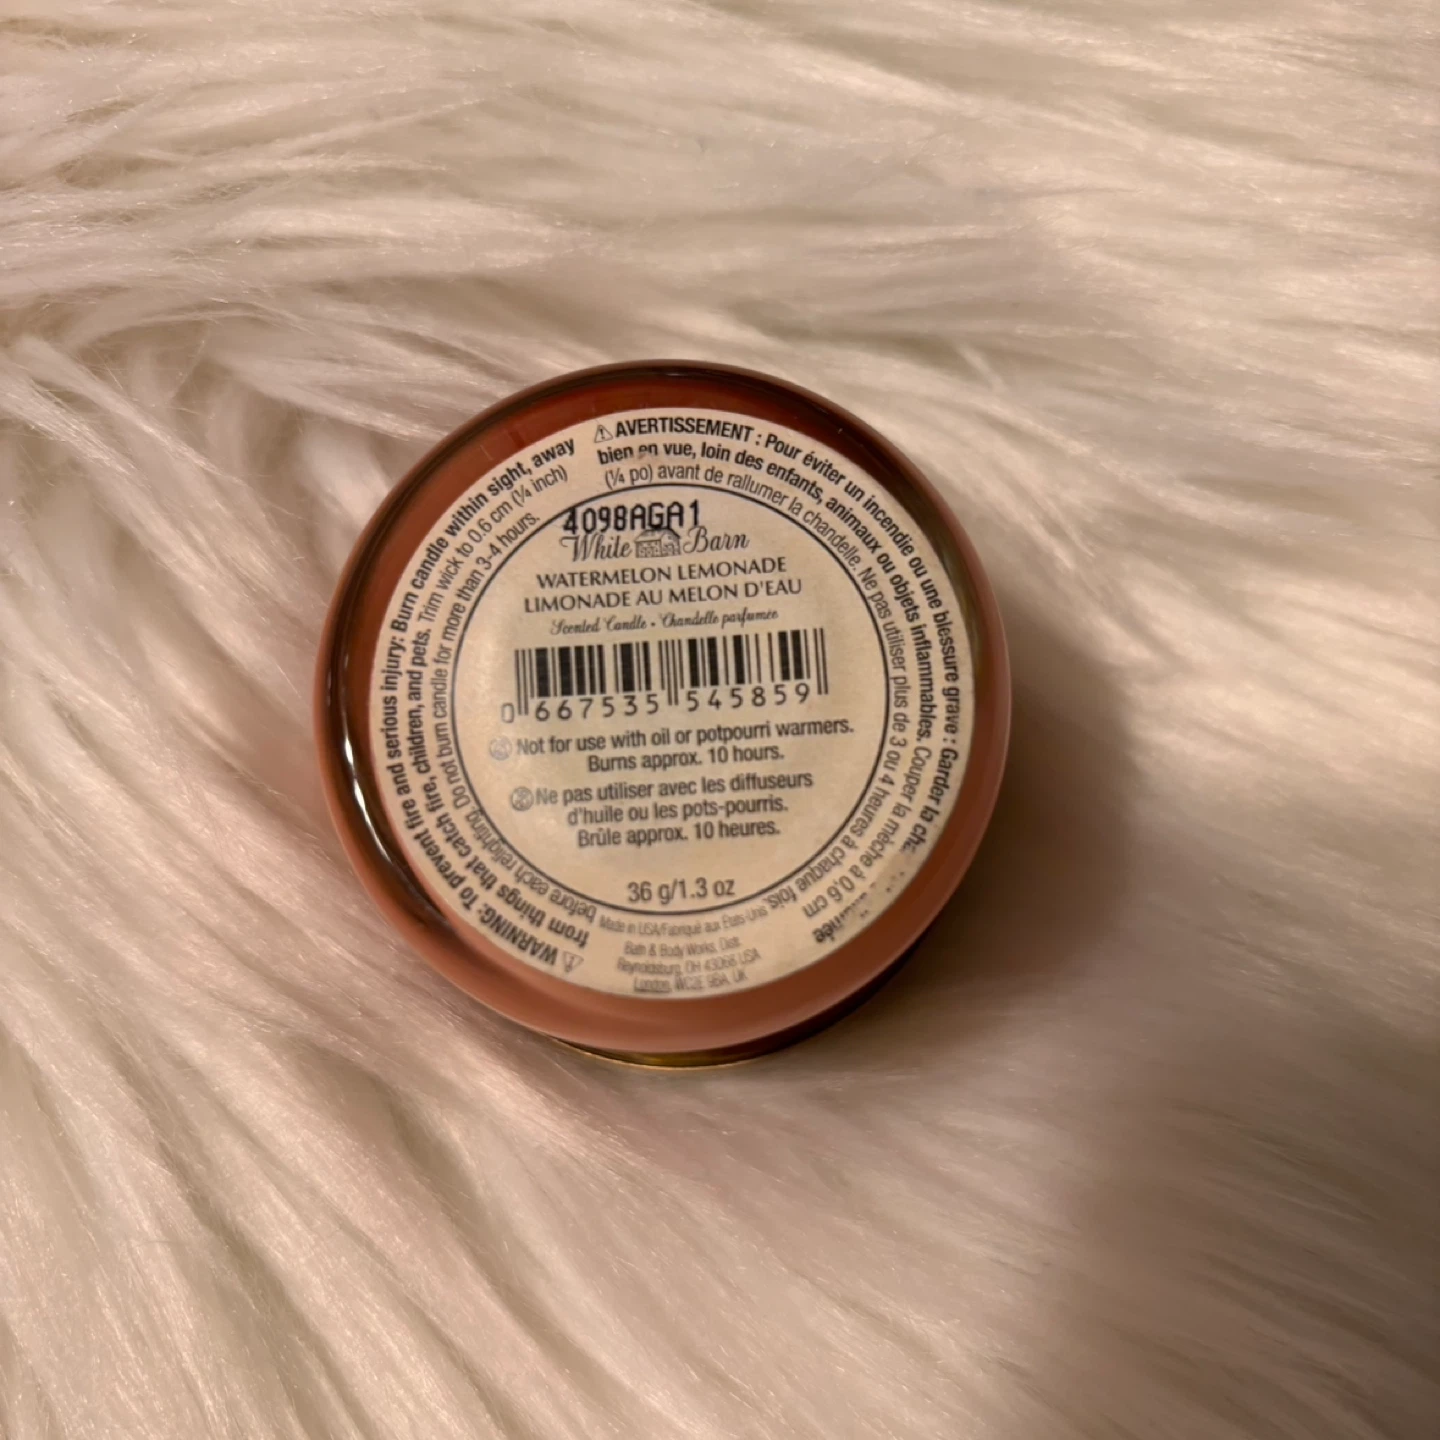 4098AGA1
White Barn
WATERMELON LEMONADE
LIMONADE AU MELON D'EAU
Scented Candle • Chandelle parfumée
0 667535 545859
Not for use with oil or potpourri warmers.
Burns approx. 10 hours.
Ne pas utiliser avec les diffuseurs
d'huile ou les pots-pourris.
Brûle approx. 10 heures.
36 g/1.3 oz
⚠ WARNING: To prevent fire and serious injury: Burn candle within sight, away
from things that catch fire, children, and pets. Trim wick to 0.6 cm (¼ inch)
before each relighting. Do not burn candle for more than 3-4 hours.
⚠ AVERTISSEMENT : Pour éviter un incendie ou une blessure grave : Garder la
bien en vue, loin des enfants, animaux ou objets inflammables. Couper la mèche à 0,6 cm
(¼ po) avant de rallumer la chandelle. Ne pas utiliser plus de 3 ou 4 heures à chaque fois.
Made in USA/Fabriqué aux États-Unis
Bath & Body Works, Distr.
Reynoldsburg, OH 43068 USA
London, WC2E 9BA, UK